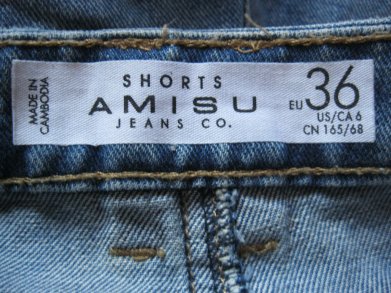 MADE IN
CAMBODIA
SHORTS
AMISU
JEANS CO.
EU 36
US/CA 6
CN 165/68